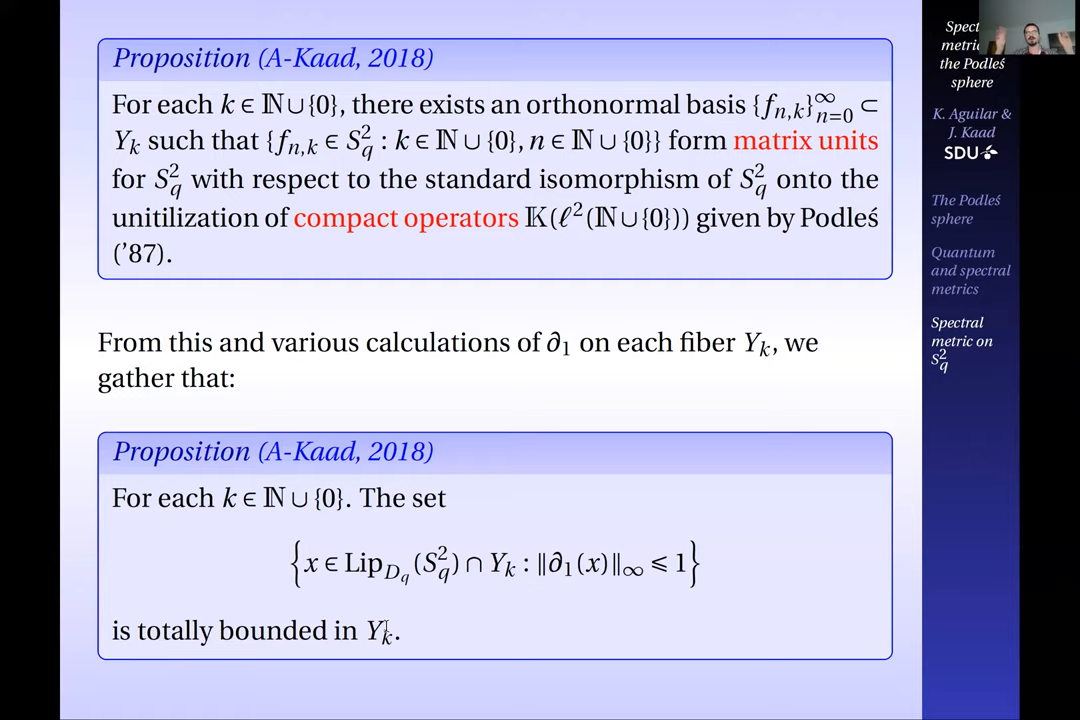 Proposition (A-Kaad, 2018)
For each k ∈ ℕ∪{0}, there exists an orthonormal basis {f_{n,k}}_{n=0}^∞ ⊂
Y_k such that {f_{n,k} ∈ S_q^2 : k ∈ ℕ∪{0}, n ∈ ℕ∪{0}} form matrix units
for S_q^2 with respect to the standard isomorphism of S_q^2 onto the
unitilization of compact operators 𝕂(ℓ²(ℕ∪{0})) given by Podleś
('87).
From this and various calculations of ∂_1 on each fiber Y_k, we
gather that:
Proposition (A-Kaad, 2018)
For each k ∈ ℕ∪{0}. The set
{x ∈ Lip_{D_q}(S_q^2) ∩ Y_k : ‖∂_1(x)‖_∞ ⩽ 1}
is totally bounded in Y_k.
Spect
metri
the Podleś
sphere
K. Aguilar &
J. Kaad
SDU
The Podleś
sphere
Quantum
and spectral
metrics
Spectral
metric on
S_q^2